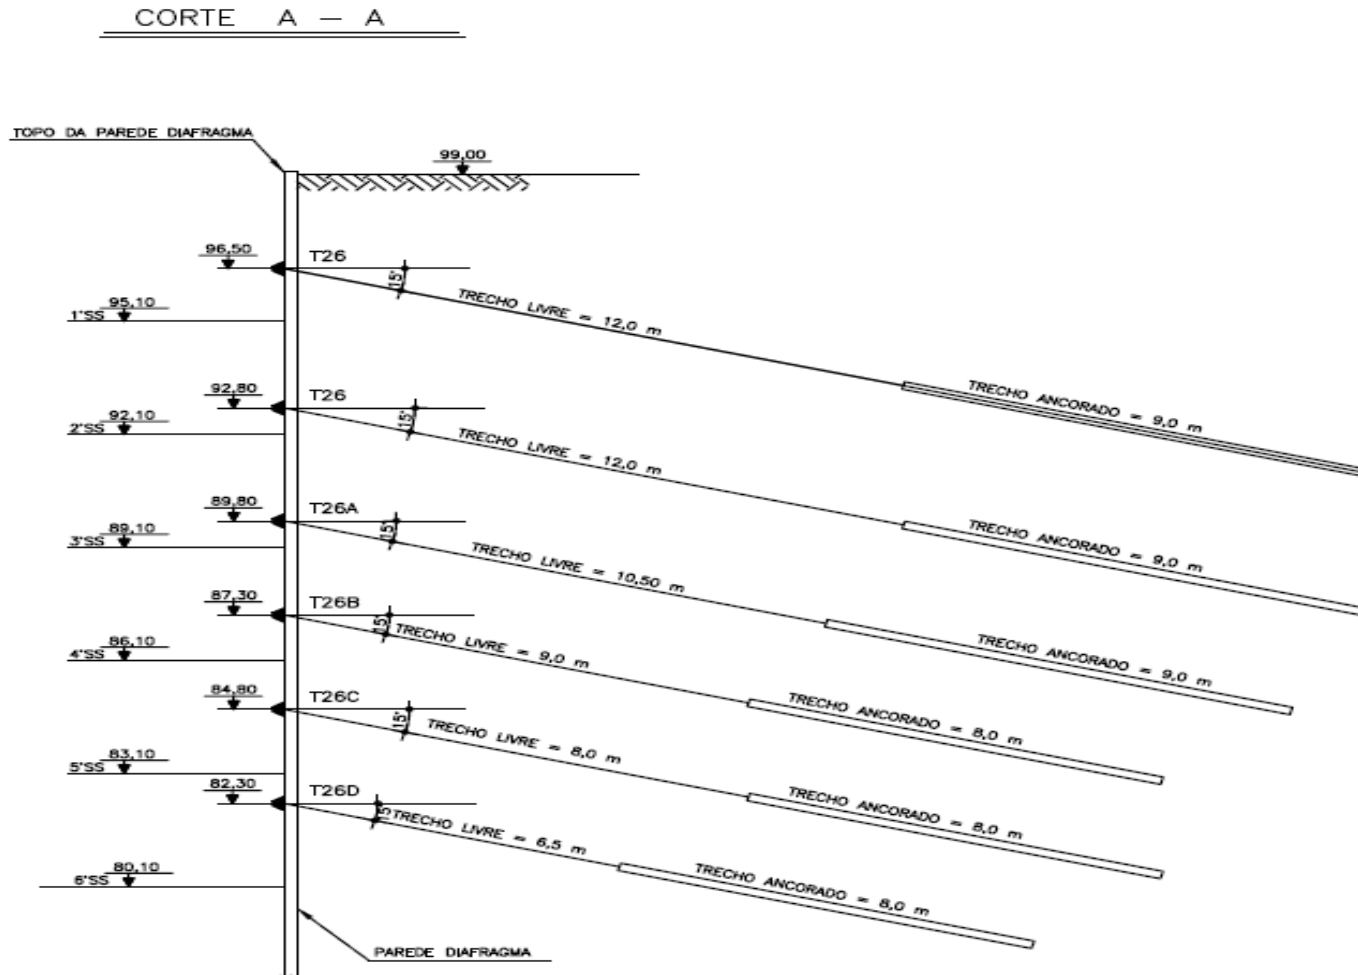 CORTE A - A
TOPO DA PAREDE DIAFRAGMA
99,00
96,50
T26
15'
TRECHO LIVRE = 12,0 m
TRECHO ANCORADO = 9,0 m
95,10
1'SS
92,80
T26
15'
TRECHO LIVRE = 12,0 m
TRECHO ANCORADO = 9,0 m
92,10
2'SS
89,80
T26A
15'
TRECHO LIVRE = 10,50 m
TRECHO ANCORADO = 9,0 m
89,10
3'SS
87,30
T26B
15'
TRECHO LIVRE = 9,0 m
TRECHO ANCORADO = 8,0 m
86,10
4'SS
84,80
T26C
15'
TRECHO LIVRE = 8,0 m
TRECHO ANCORADO = 8,0 m
83,10
5'SS
82,30
T26D
15'
TRECHO LIVRE = 6,5 m
TRECHO ANCORADO = 8,0 m
80,10
6'SS
PAREDE DIAFRAGMA